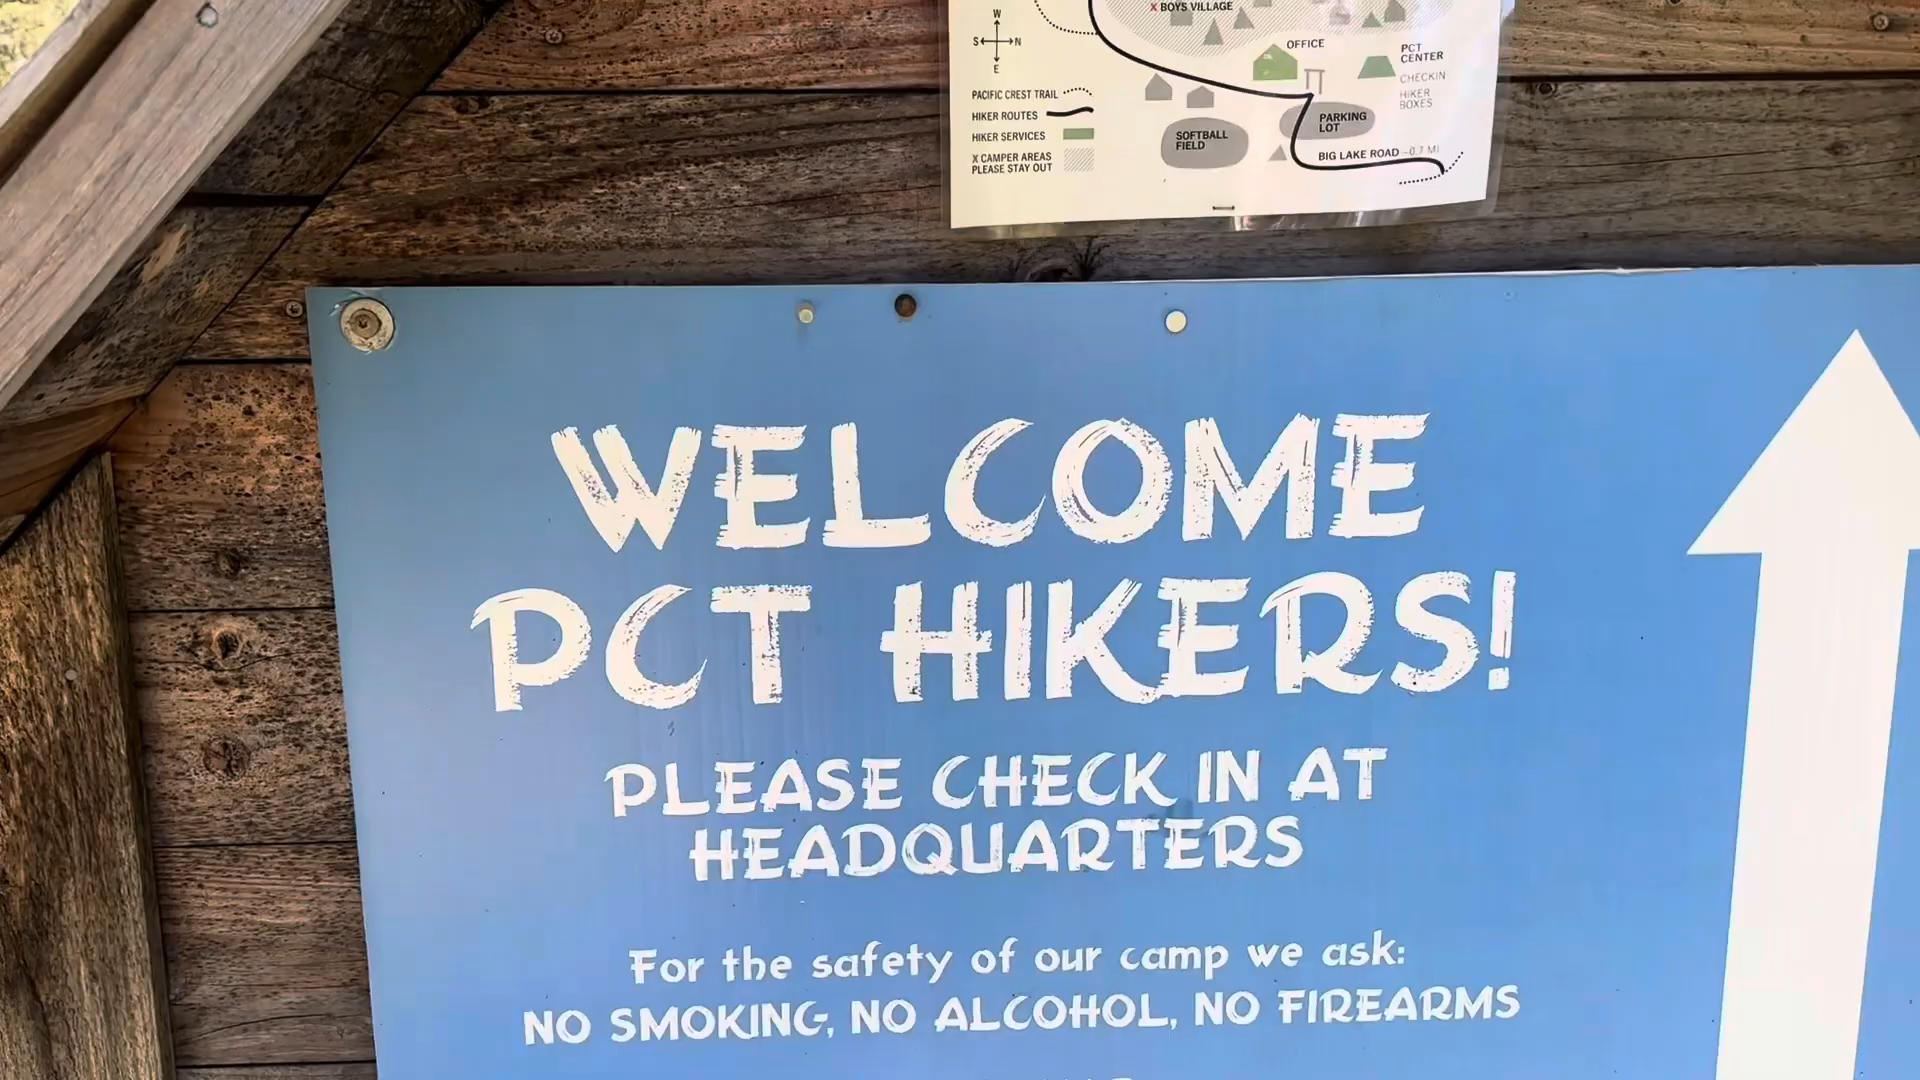 X BOYS VILLAGE
W
S N
E
OFFICE
PCT
CENTER
CHECKIN
HIKER
BOXES
PACIFIC CREST TRAIL
HIKER ROUTES
HIKER SERVICES
X CAMPER AREAS
PLEASE STAY OUT
SOFTBALL
FIELD
PARKING
LOT
BIG LAKE ROAD ~0.7 MI
WELCOME
PCT HIKERS!
PLEASE CHECK IN AT
HEADQUARTERS
For the safety of our camp we ask:
NO SMOKING, NO ALCOHOL, NO FIREARMS